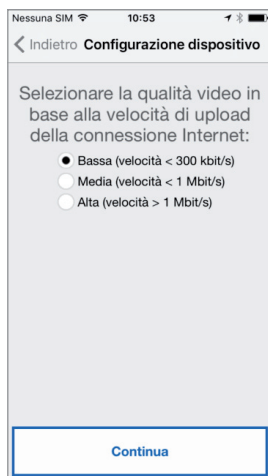 Nessuna SIM 10:53
Indietro Configurazione dispositivo
Selezionare la qualità video in
base alla velocità di upload
della connessione Internet:
Bassa (velocità < 300 kbit/s)
Media (velocità < 1 Mbit/s)
Alta (velocità > 1 Mbit/s)
Continua